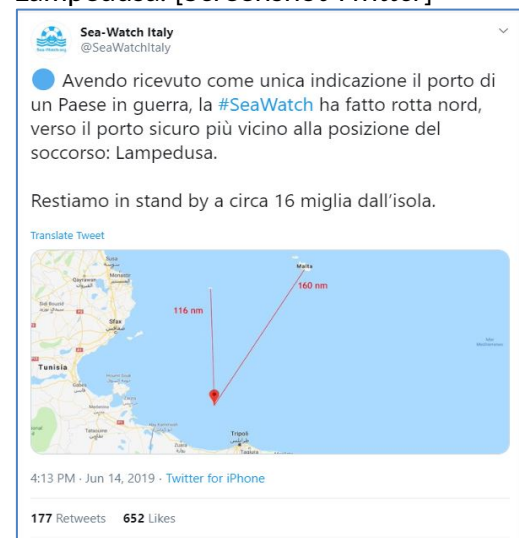 Sea-Watch Italy
@SeaWatchItaly
Avendo ricevuto come unica indicazione il porto di
un Paese in guerra, la #SeaWatch ha fatto rotta nord,
verso il porto sicuro più vicino alla posizione del
soccorso: Lampedusa.
Restiamo in stand by a circa 16 miglia dall'isola.
Translate Tweet
Malta
160 nm
116 nm
Sfax
Tunisia
Tripoli
4:13 PM · Jun 14, 2019 · Twitter for iPhone
177 Retweets 652 Likes